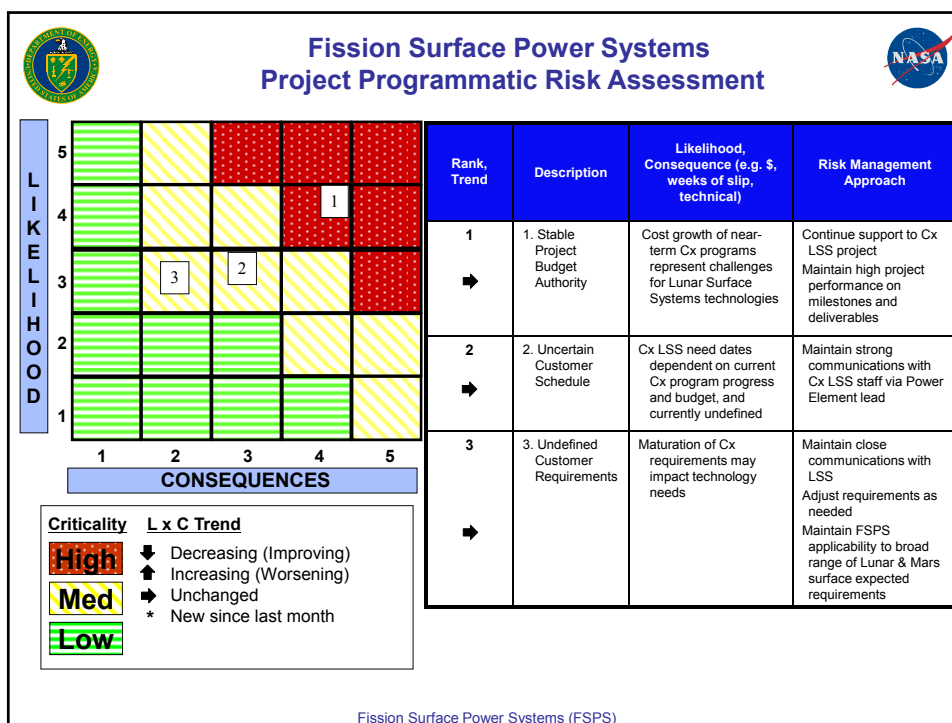 Fission Surface Power Systems
Project Programmatic Risk Assessment
NASA
LIKELIHOOD
5
4
3
2
1
1
2
3
1
2
3
4
5
CONSEQUENCES
Criticality
L x C Trend
High
Med
Low
Decreasing (Improving)
Increasing (Worsening)
Unchanged
* New since last month
Rank,
Trend
Description
Likelihood,
Consequence (e.g. $,
weeks of slip,
technical)
Risk Management
Approach
1
1. Stable
Project
Budget
Authority
Cost growth of near-
term Cx programs
represent challenges
for Lunar Surface
Systems technologies
Continue support to Cx
LSS project
Maintain high project
performance on
milestones and
deliverables
2
2. Uncertain
Customer
Schedule
Cx LSS need dates
dependent on current
Cx program progress
and budget, and
currently undefined
Maintain strong
communications with
Cx LSS staff via Power
Element lead
3
3. Undefined
Customer
Requirements
Maturation of Cx
requirements may
impact technology
needs
Maintain close
communications with
LSS
Adjust requirements as
needed
Maintain FSPS
applicability to broad
range of Lunar & Mars
surface expected
requirements
Fission Surface Power Systems (FSPS)